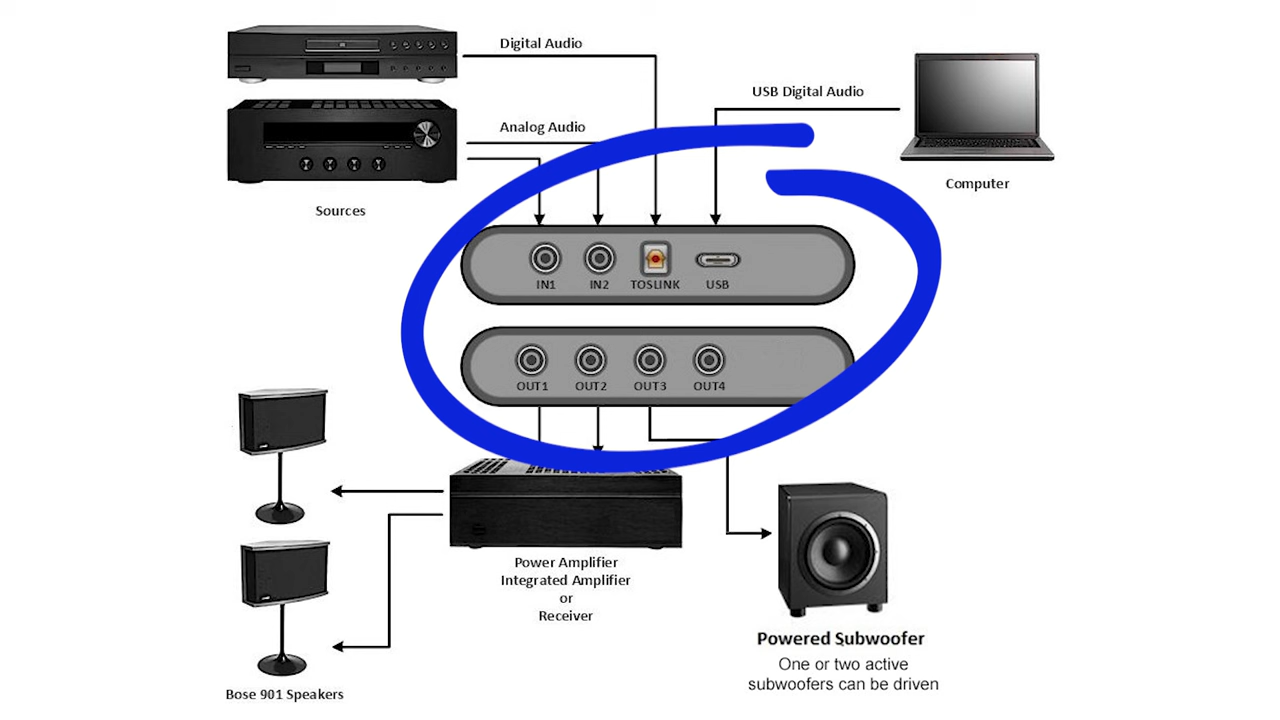 Digital Audio
USB Digital Audio
Analog Audio
Sources
Computer
IN1
IN2
TOSLINK
USB
OUT1
OUT2
OUT3
OUT4
Power Amplifier
Integrated Amplifier
or
Receiver
Powered Subwoofer
One or two active
subwoofers can be driven
Bose 901 Speakers